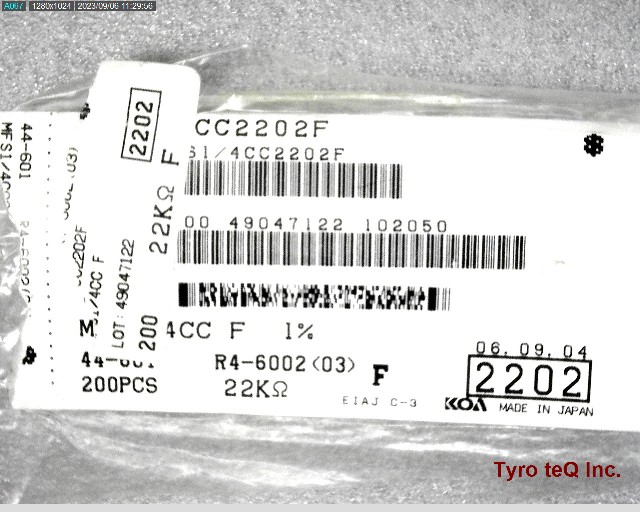 A067 1280x1024 2023/09/06 11:29:56
CC2202F
S1/4CC2202F
00 49047122 102050
4CC F 1%
R4-6002(03) F
22KΩ
200PCS
EIAJ C-3
06.09.04
2202
KOA MADE IN JAPAN
2202
22KΩ F
200
LOT:49047122
1/4CC F
44-601
Tyro teQ Inc.